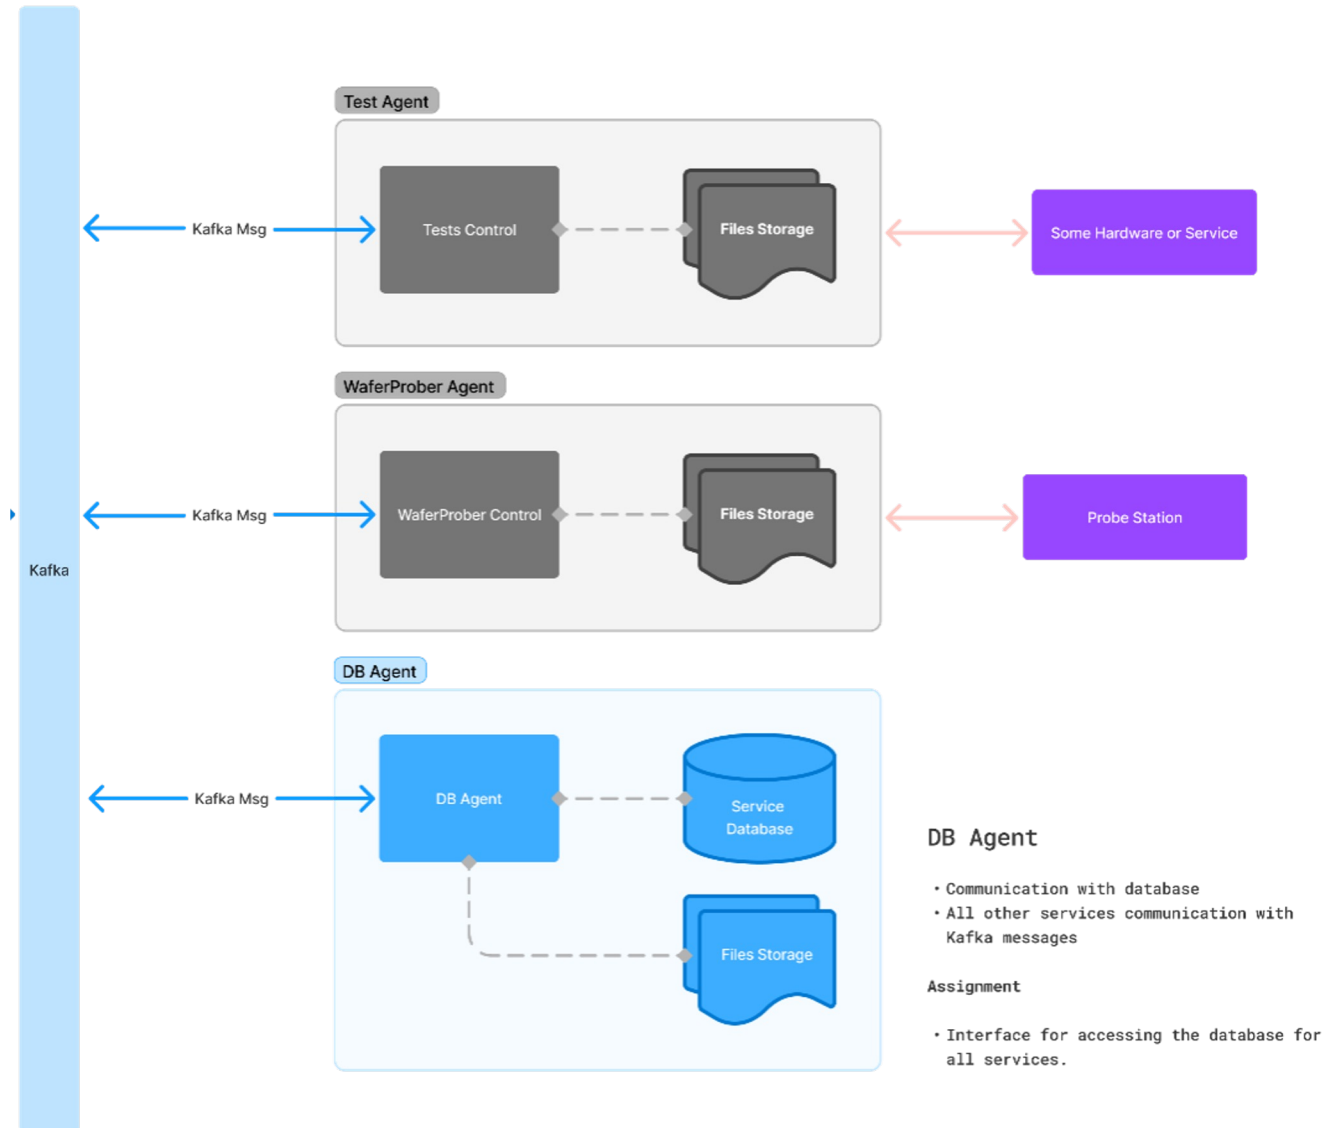 Test Agent
Kafka Msg
Tests Control
Files Storage
Some Hardware or Service
WaferProber Agent
Kafka Msg
WaferProber Control
Files Storage
Probe Station
Kafka
DB Agent
Kafka Msg
DB Agent
Service
Database
Files Storage
DB Agent
• Communication with database
• All other services communication with
Kafka messages
Assignment
• Interface for accessing the database for
all services.